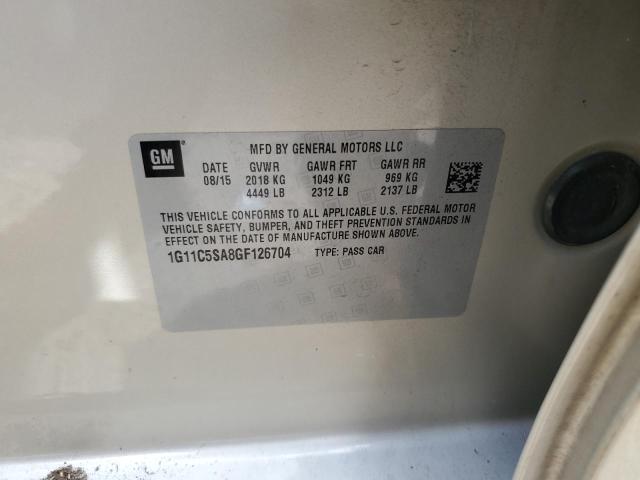 GM
MFD BY GENERAL MOTORS LLC
DATE GVWR GAWR FRT GAWR RR
08/15 2018 KG 1049 KG 969 KG
4449 LB 2312 LB 2137 LB
THIS VEHICLE CONFORMS TO ALL APPLICABLE U.S. FEDERAL MOTOR
VEHICLE SAFETY, BUMPER, AND THEFT PREVENTION STANDARDS IN
EFFECT ON THE DATE OF MANUFACTURE SHOWN ABOVE.
1G11C5SA8GF126704 TYPE: PASS CAR